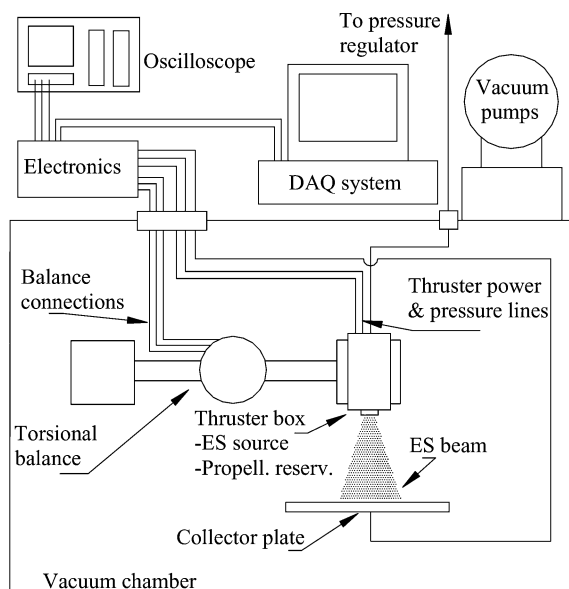 To pressure
regulator
Oscilloscope
Vacuum
pumps
Electronics
DAQ system
Balance
connections
Thruster power
& pressure lines
Thruster box
-ES source
-Propell. reserv.
Torsional
balance
ES beam
Collector plate
Vacuum chamber